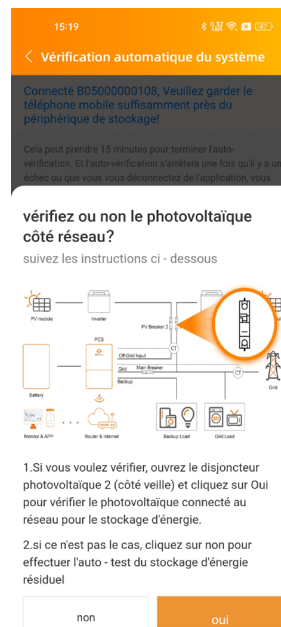 15:19
47
Vérification automatique du système
Connecté B05000000108, Veuillez garder le
téléphone mobile suffisamment près du
périphérique de stockage!
Cela peut prendre 15 minutes pour terminer l'auto-
vérification. Et l'auto-vérification s'arrêtera une fois qu'il y a un
échec ou que vous vous déconnectez de l'application, vous
vérifiez ou non le photovoltaïque
côté réseau?
suivez les instructions ci - dessous
PV module
Inverter
PV Breaker 2
PCS
CT
Off-Grid Input
Grid
Main Breaker
CT
Backup
Battery
Grid
Monitor & APP
Router & Internet
Backup Load
Grid Load
1.Si vous voulez vérifier, ouvrez le disjoncteur
photovoltaïque 2 (côté veille) et cliquez sur Oui
pour vérifier le photovoltaïque connecté au
réseau pour le stockage d'énergie.
2.si ce n'est pas le cas, cliquez sur non pour
effectuer l'auto - test du stockage d'énergie
résiduel
non
oui